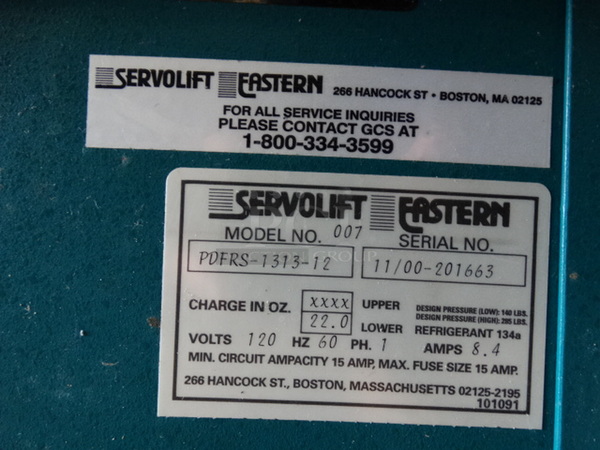 SERVOLIFT EASTERN 266 HANCOCK ST • BOSTON, MA 02125
FOR ALL SERVICE INQUIRIES
PLEASE CONTACT GCS AT
1-800-334-3599
SERVOLIFT EASTERN
MODEL NO. 007 SERIAL NO.
PDFRS-1313-12 11/00-201663
GROUP
CHARGE IN OZ. XXXX UPPER DESIGN PRESSURE (LOW): 140 LBS.
DESIGN PRESSURE (HIGH): 295 LBS.
22.0 LOWER REFRIGERANT 134a
VOLTS 120 HZ 60 PH. 1 AMPS 8.4
MIN. CIRCUIT AMPACITY 15 AMP, MAX. FUSE SIZE 15 AMP.
266 HANCOCK ST., BOSTON, MASSACHUSETTS 02125-2195
101091